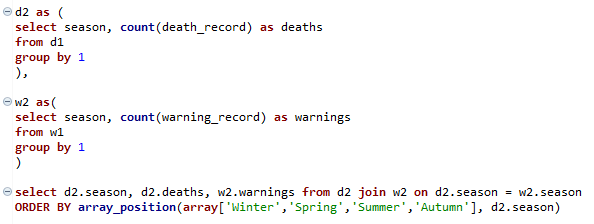 d2 as (
select season, count(death_record) as deaths
from d1
group by 1
),
w2 as(
select season, count(warning_record) as warnings
from w1
group by 1
)
select d2.season, d2.deaths, w2.warnings from d2 join w2 on d2.season = w2.season
ORDER BY array_position(array['Winter','Spring','Summer','Autumn'], d2.season)